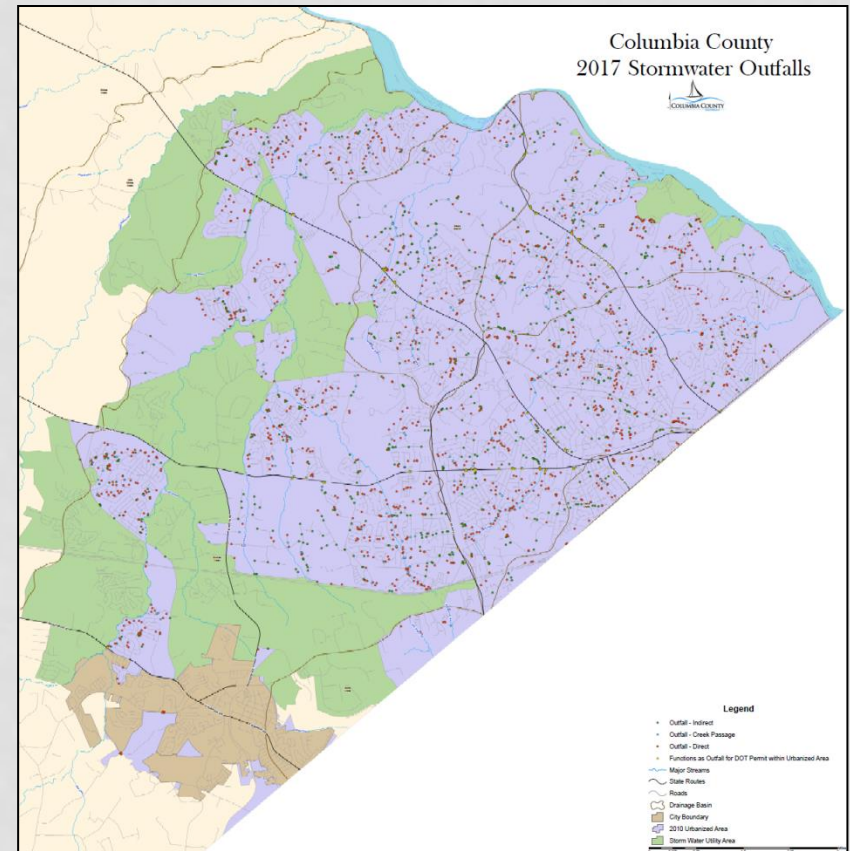 Columbia County
2017 Stormwater Outfalls
COLUMBIA COUNTY
Legend
Outfall - Indirect
Outfall - Creek Passage
Outfall - Direct
Functions as Outfall for DOT Permit within Urbanized Area
Major Streams
State Routes
Roads
Drainage Basin
City Boundary
2010 Urbanized Area
Storm Water Utility Area